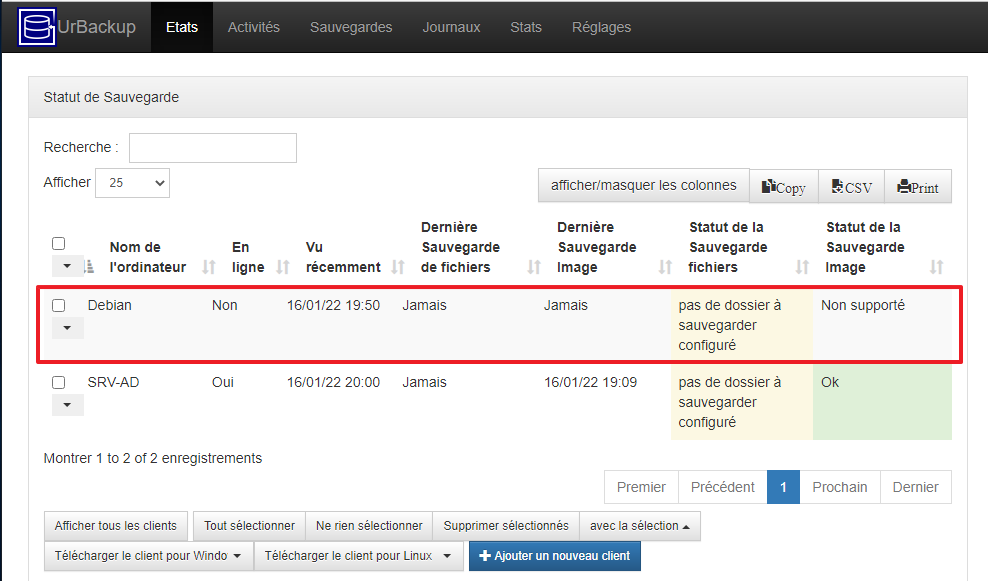 UrBackup Etats Activités Sauvegardes Journaux Stats Réglages
Statut de Sauvegarde
Recherche :
Afficher 25
afficher/masquer les colonnes Copy CSV Print
Nom de l'ordinateur
En ligne
Vu récemment
Dernière Sauvegarde de fichiers
Dernière Sauvegarde Image
Statut de la Sauvegarde fichiers
Statut de la Sauvegarde Image
Debian Non 16/01/22 19:50 Jamais Jamais pas de dossier à Non supporté
sauvegarder
configuré
SRV-AD Oui 16/01/22 20:00 Jamais 16/01/22 19:09 pas de dossier à Ok
sauvegarder
configuré
Montrer 1 to 2 of 2 enregistrements
Premier Précédent 1 Prochain Dernier
Afficher tous les clients Tout sélectionner Ne rien sélectionner Supprimer sélectionnés avec la sélection
Télécharger le client pour Windo Télécharger le client pour Linux Ajouter un nouveau client